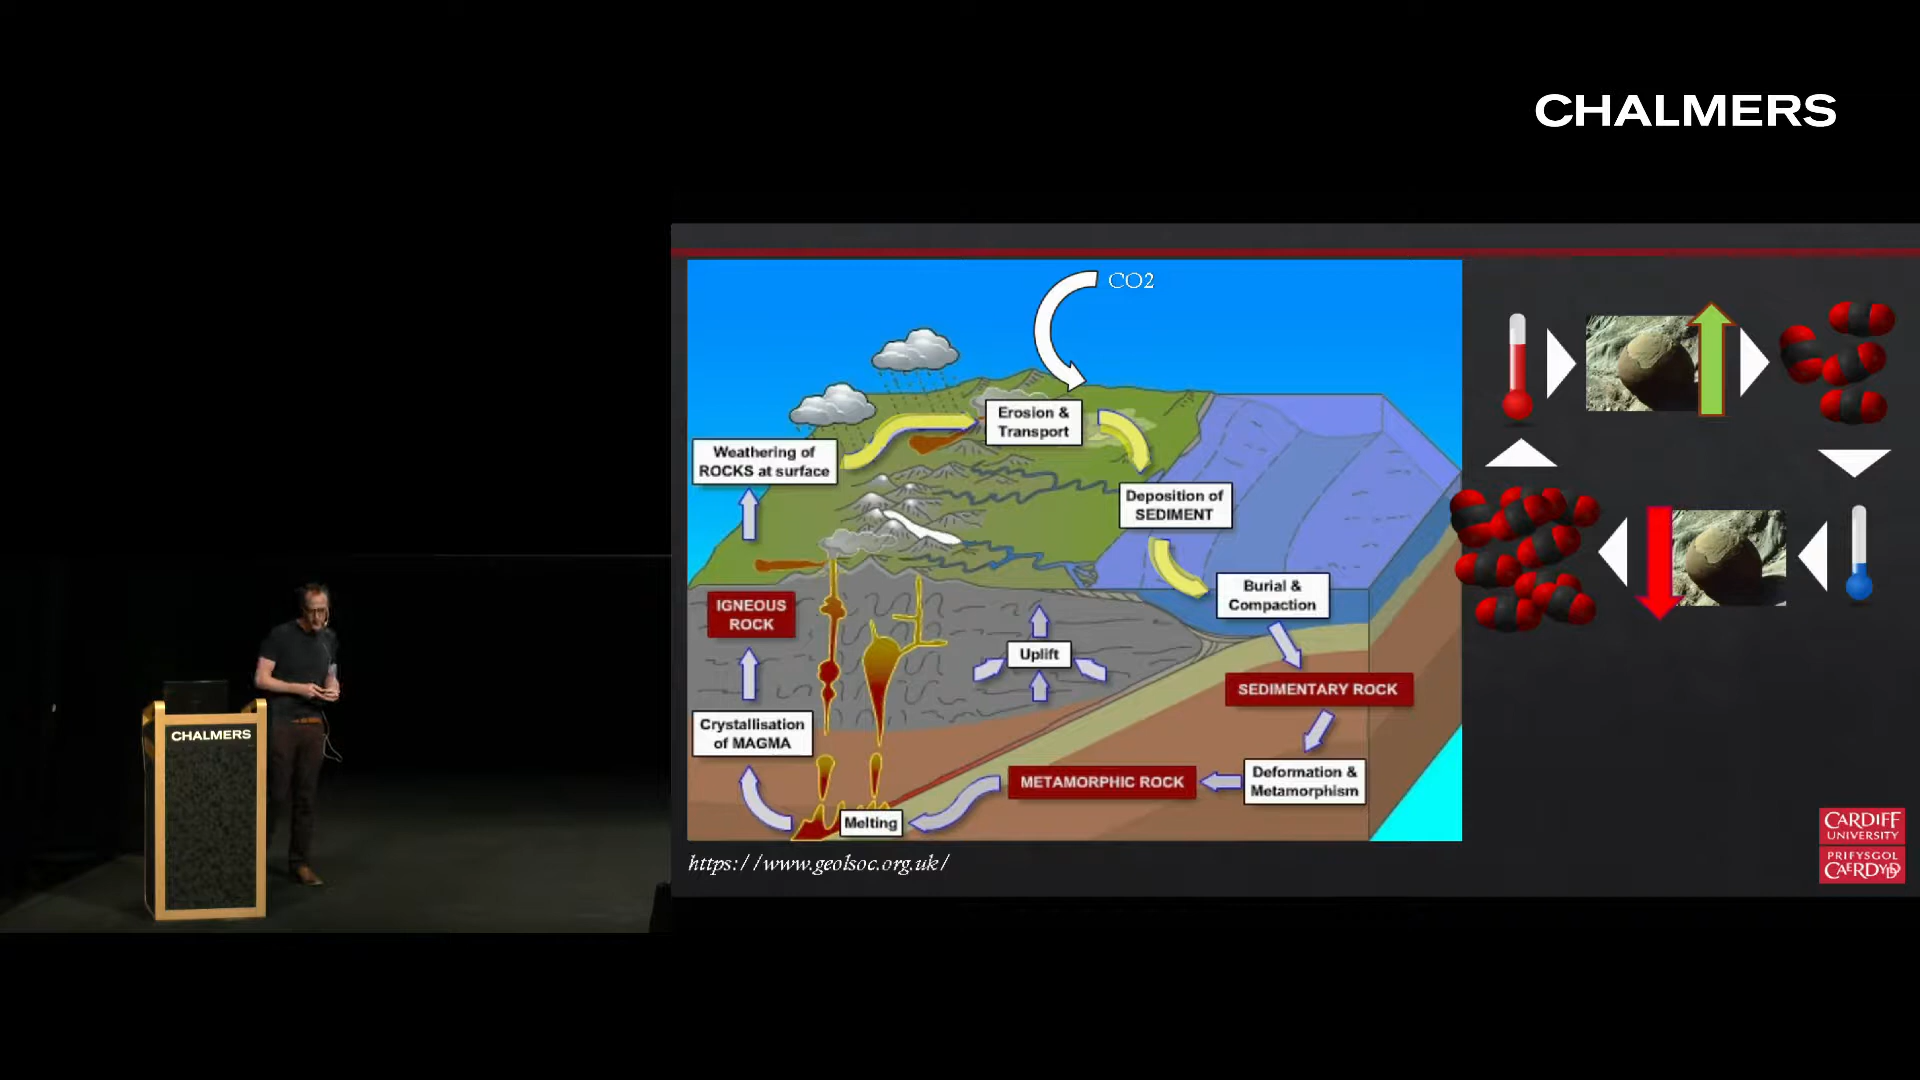 CHALMERS
CO2
Erosion &
Transport
Weathering of
ROCKS at surface
Deposition of
SEDIMENT
Burial &
Compaction
IGNEOUS
ROCK
Uplift
SEDIMENTARY ROCK
Crystallisation
of MAGMA
METAMORPHIC ROCK
Deformation &
Metamorphism
Melting
https://www.geolsoc.org.uk/
CARDIFF
UNIVERSITY
PRIFYSGOL
CAERDYDD
CHALMERS